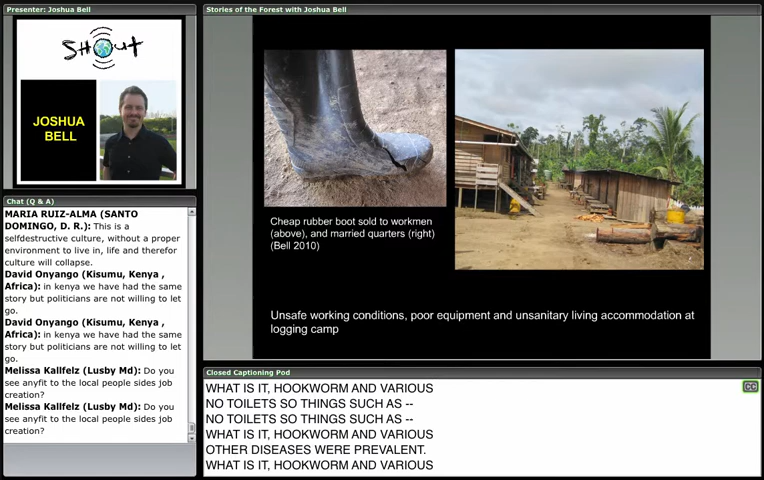 Presenter: Joshua Bell
SHOUT
JOSHUA
BELL
Chat (Q & A)
MARIA RUIZ-ALMA (SANTO
DOMINGO, D. R.): This is a
selfdestructive culture, without a proper
environment to live in, life and therefor
culture will collapse.
David Onyango (Kisumu, Kenya ,
Africa): in kenya we have had the same
story but politicians are not willing to let
go.
David Onyango (Kisumu, Kenya ,
Africa): in kenya we have had the same
story but politicians are not willing to let
go.
Melissa Kallfelz (Lusby Md): Do you
see anyfit to the local people sides job
creation?
Melissa Kallfelz (Lusby Md): Do you
see anyfit to the local people sides job
creation?
Stories of the Forest with Joshua Bell
Cheap rubber boot sold to workmen
(above), and married quarters (right)
(Bell 2010)
Unsafe working conditions, poor equipment and unsanitary living accommodation at
logging camp
Closed Captioning Pod
CC
WHAT IS IT, HOOKWORM AND VARIOUS
NO TOILETS SO THINGS SUCH AS --
NO TOILETS SO THINGS SUCH AS --
WHAT IS IT, HOOKWORM AND VARIOUS
OTHER DISEASES WERE PREVALENT.
WHAT IS IT, HOOKWORM AND VARIOUS